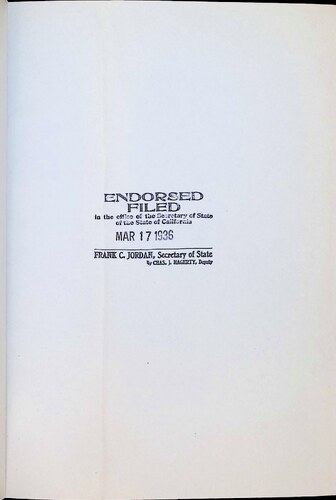 ENDORSED
FILED
in the office of the Secretary of State
of the State of California
MAR 17 1936
FRANK C. JORDAN, Secretary of State
By CHAS. J. HAGERTY, Deputy